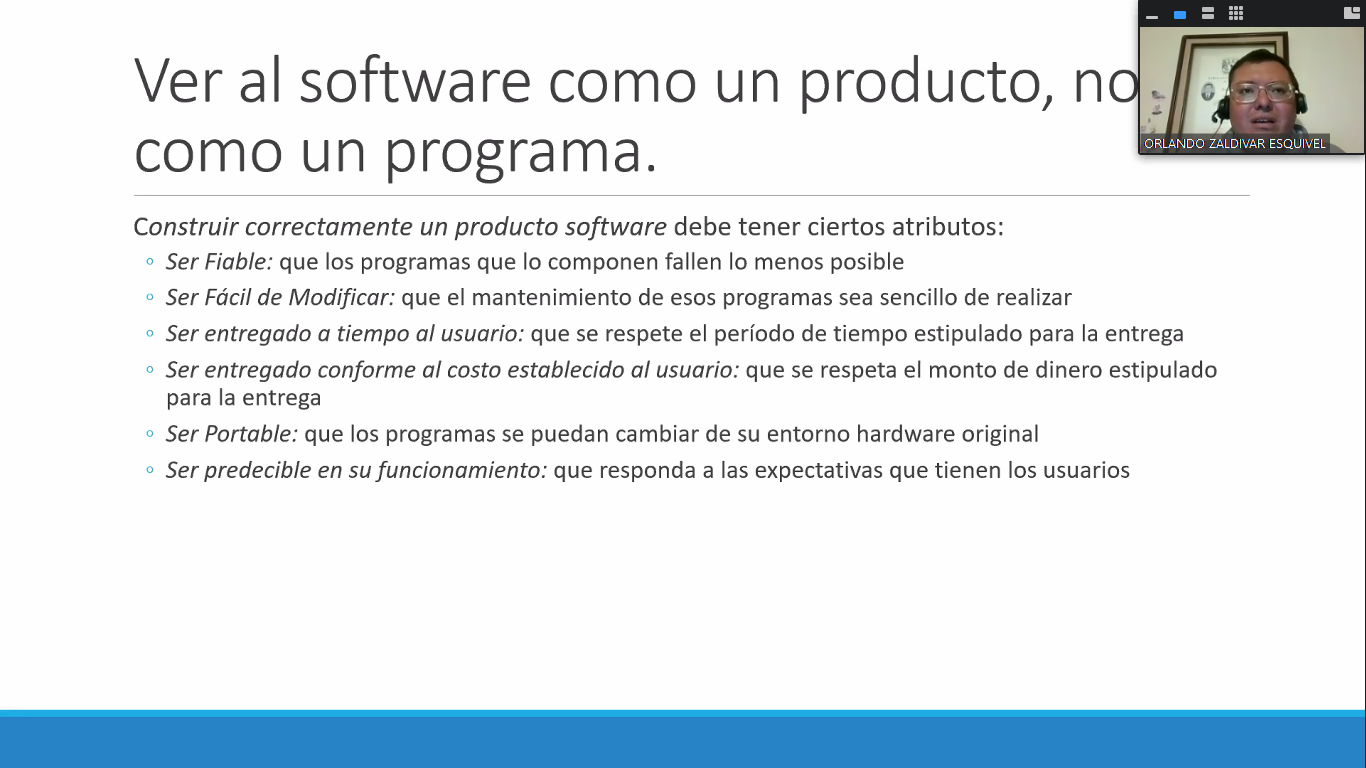 Ver al software como un producto, no
como un programa.
ORLANDO ZALDIVAR ESQUIVEL
Construir correctamente un producto software debe tener ciertos atributos:
◦ Ser Fiable: que los programas que lo componen fallen lo menos posible
◦ Ser Fácil de Modificar: que el mantenimiento de esos programas sea sencillo de realizar
◦ Ser entregado a tiempo al usuario: que se respete el período de tiempo estipulado para la entrega
◦ Ser entregado conforme al costo establecido al usuario: que se respeta el monto de dinero estipulado
para la entrega
◦ Ser Portable: que los programas se puedan cambiar de su entorno hardware original
◦ Ser predecible en su funcionamiento: que responda a las expectativas que tienen los usuarios